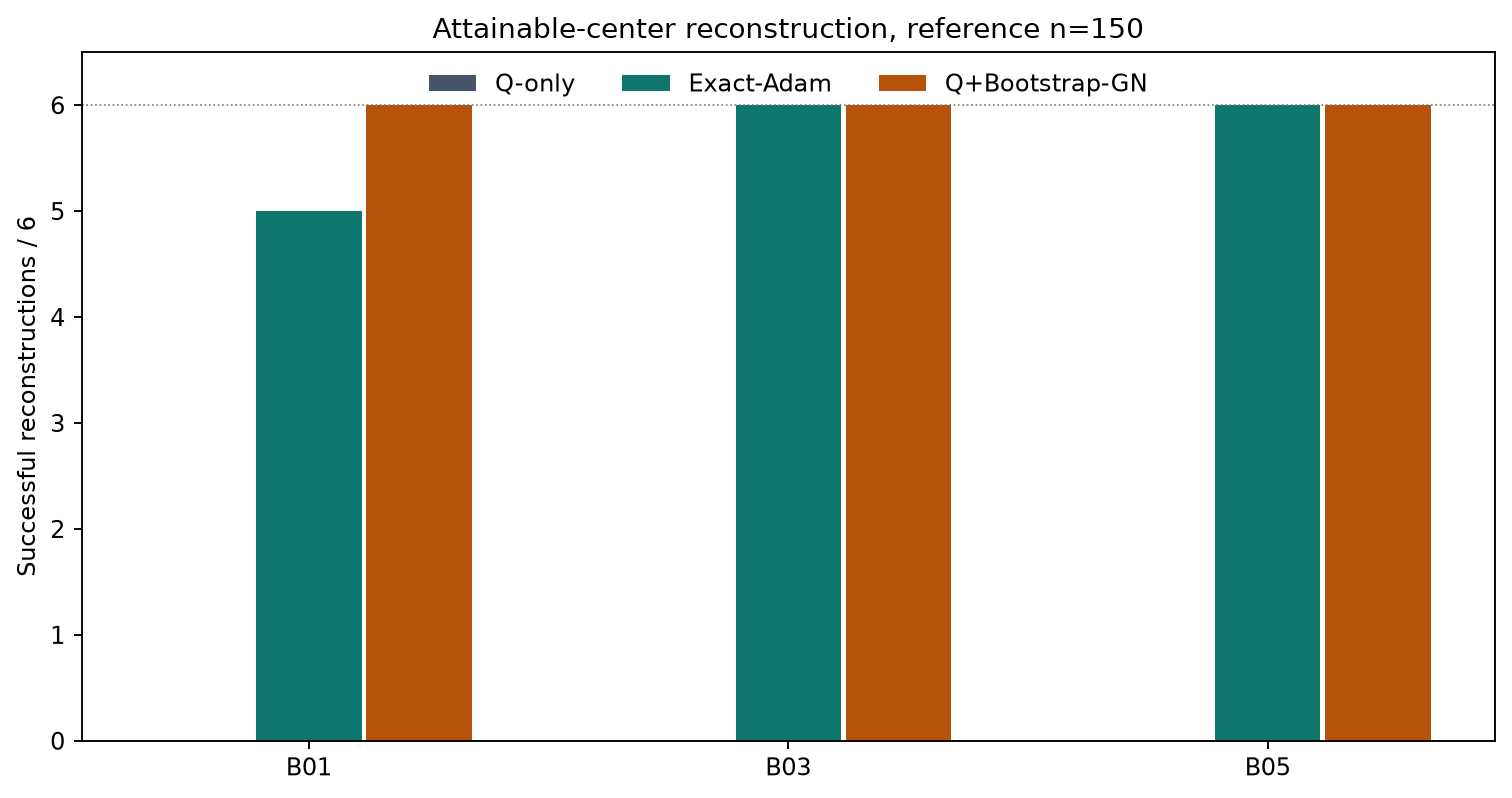 Attainable-center reconstruction, reference n=150
Q-only Exact-Adam Q+Bootstrap-GN
Successful reconstructions / 6
6
5
4
3
2
1
0
B01 B03 B05